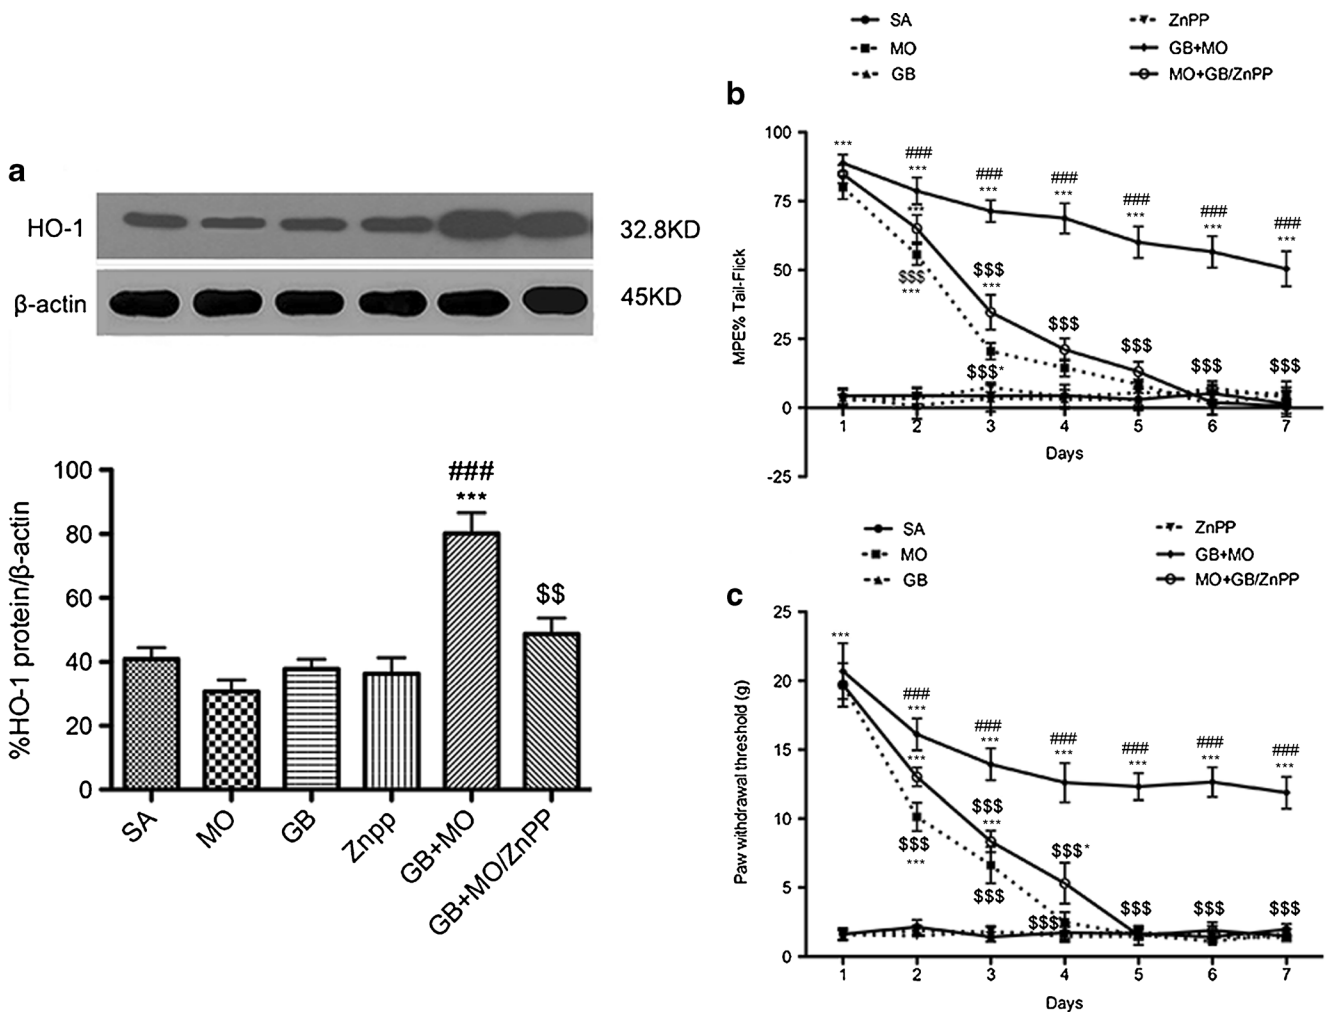 a
HO-1
32.8KD
β-actin
45KD
%HO-1 protein/β-actin
100
80
60
40
20
0
###
***
$$
SA
MO
GB
Znpp
GB+MO
GB+MO/ZnPP
b
SA
MO
GB
ZnPP
GB+MO
MO+GB/ZnPP
MPE% Tail-Flick
100
75
50
25
0
-25
***
###
***
###
***
###
***
###
***
###
***
###
***
***
$$$
***
$$$
***
$$$*
$$$
$$$
$$$
$$$
1 2 3 4 5 6 7
Days
c
SA
MO
GB
ZnPP
GB+MO
MO+GB/ZnPP
Paw withdrawal threshold (g)
25
20
15
10
5
0
***
###
***
###
***
###
***
###
***
###
***
###
***
***
$$$
***
$$$
***
$$$
$$$*
$$$
$$$
$$$
$$$
1 2 3 4 5 6 7
Days